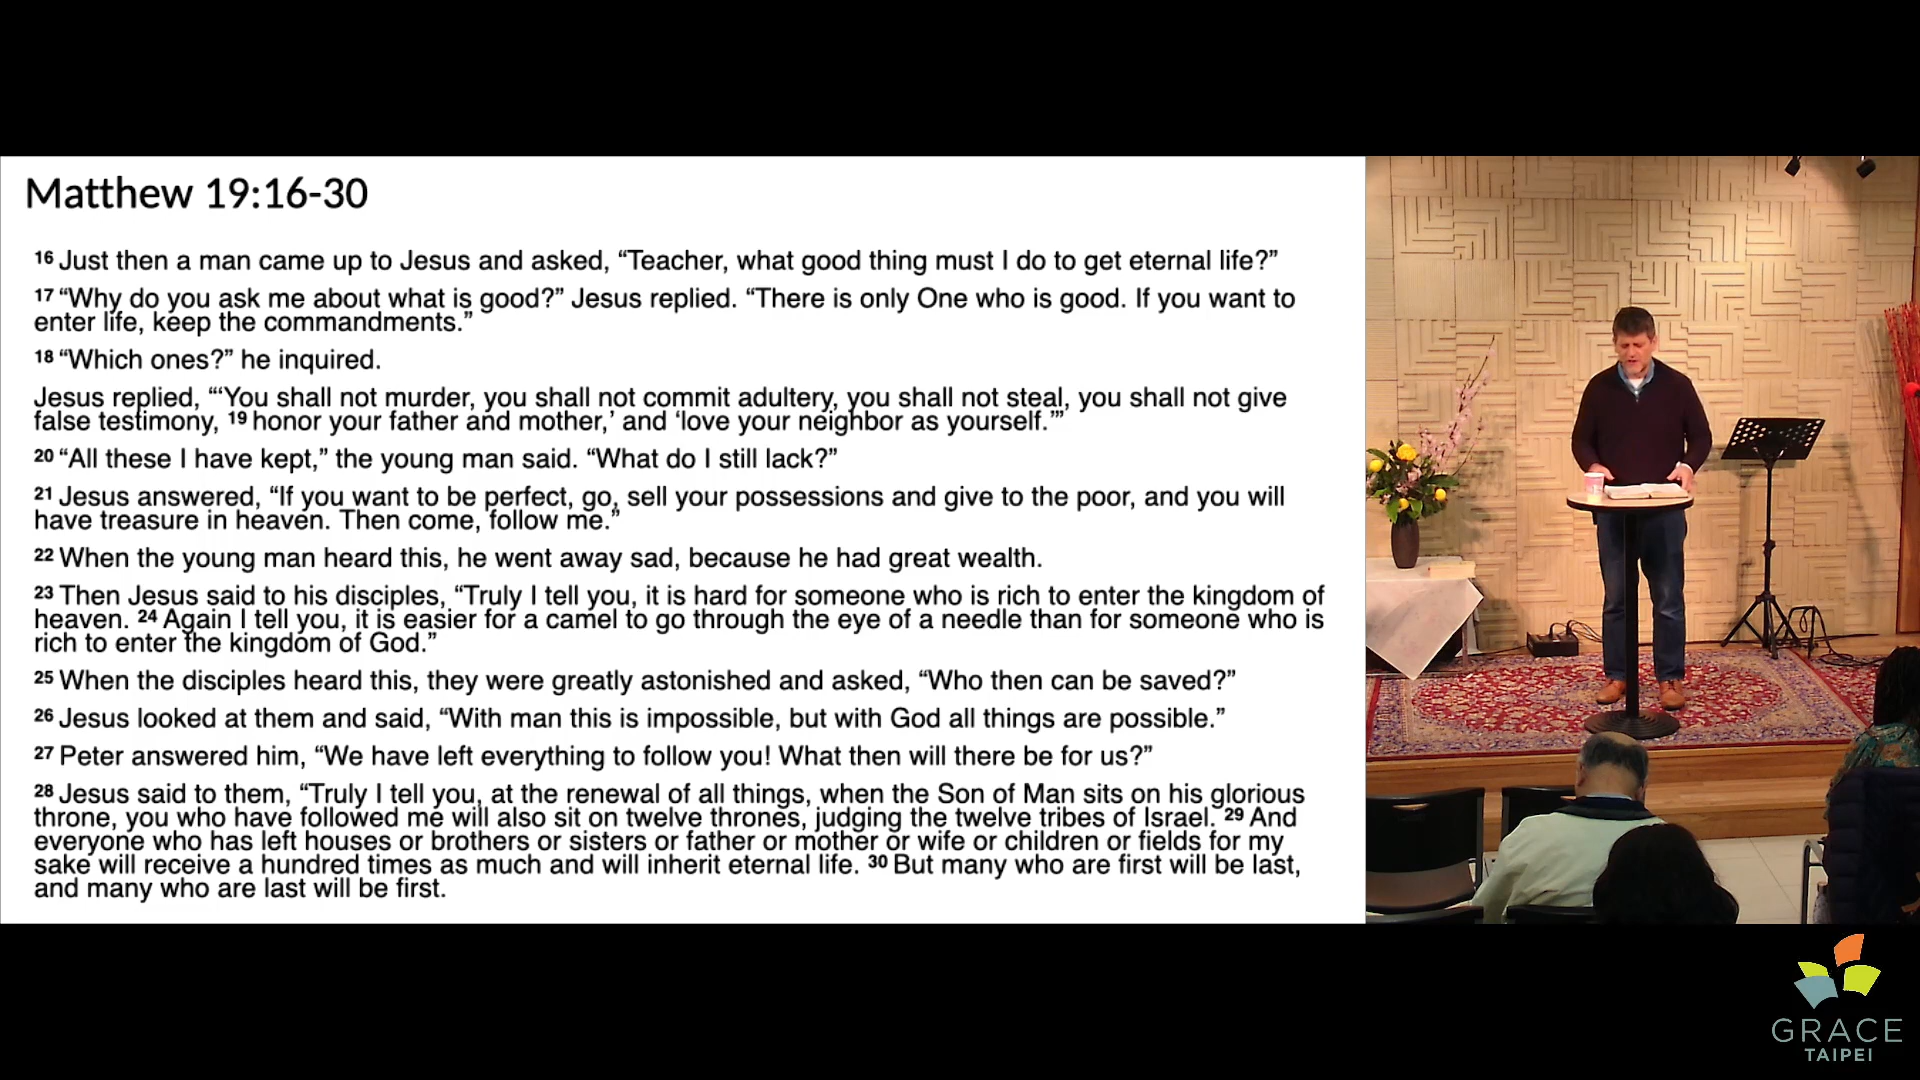 Matthew 19:16-30
16 Just then a man came up to Jesus and asked, “Teacher, what good thing must I do to get eternal life?”
17 “Why do you ask me about what is good?” Jesus replied. “There is only One who is good. If you want to
enter life, keep the commandments.”
18 “Which ones?” he inquired.
Jesus replied, “‘You shall not murder, you shall not commit adultery, you shall not steal, you shall not give
false testimony, 19 honor your father and mother,’ and ‘love your neighbor as yourself.’”
20 “All these I have kept,” the young man said. “What do I still lack?”
21 Jesus answered, “If you want to be perfect, go, sell your possessions and give to the poor, and you will
have treasure in heaven. Then come, follow me.”
22 When the young man heard this, he went away sad, because he had great wealth.
23 Then Jesus said to his disciples, “Truly I tell you, it is hard for someone who is rich to enter the kingdom of
heaven. 24 Again I tell you, it is easier for a camel to go through the eye of a needle than for someone who is
rich to enter the kingdom of God.”
25 When the disciples heard this, they were greatly astonished and asked, “Who then can be saved?”
26 Jesus looked at them and said, “With man this is impossible, but with God all things are possible.”
27 Peter answered him, “We have left everything to follow you! What then will there be for us?”
28 Jesus said to them, “Truly I tell you, at the renewal of all things, when the Son of Man sits on his glorious
throne, you who have followed me will also sit on twelve thrones, judging the twelve tribes of Israel. 29 And
everyone who has left houses or brothers or sisters or father or mother or wife or children or fields for my
sake will receive a hundred times as much and will inherit eternal life. 30 But many who are first will be last,
and many who are last will be first.
GRACE
TAIPEI